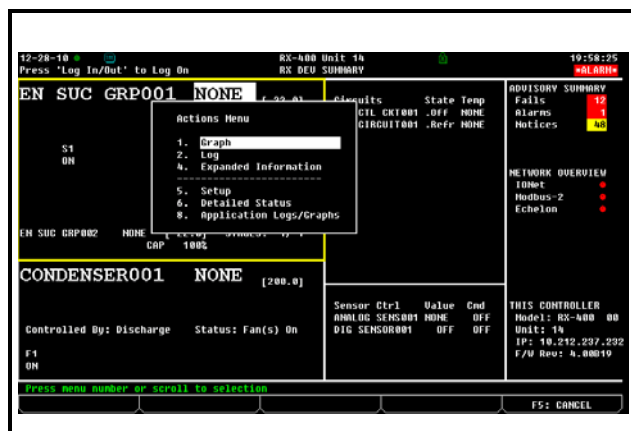 12-28-10 RX-400 Unit 14 19:58:25
Press 'Log In/Out' to Log On RX DEV SUMMARY *ALARM*
EN SUC GRP001 NONE
S1
ON
EN SUC GRP002 NONE
CAP 100%
Actions Menu
1. Graph
2. Log
4. Expanded Information
5. Setup
6. Detailed Status
8. Application Logs/Graphs
Circuits State Temp
CTL CKT001 .Off NONE
CIRCUIT001 .Refr NONE
ADVISORY SUMMARY
Fails 12
Alarms 1
Notices 48
NETWORK OVERVIEW
IONet
Modbus-2
Echelon
CONDENSER001 NONE [200.0]
Controlled By: Discharge Status: Fan(s) On
F1
ON
Sensor Ctrl Value Cmd
ANALOG SENS001 NONE OFF
DIG SENSOR001 OFF OFF
THIS CONTROLLER
Model: RX-400 00
Unit: 14
IP: 10.212.237.232
F/W Rev: 4.00B19
Press menu number or scroll to selection
F5: CANCEL